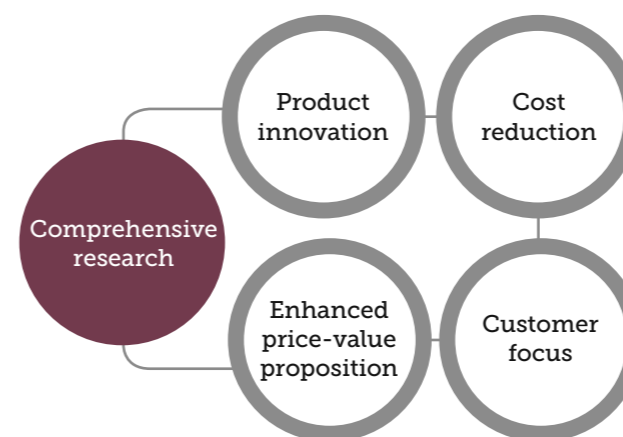 Comprehensive
research
Product
innovation
Cost
reduction
Customer
focus
Enhanced
price-value
proposition